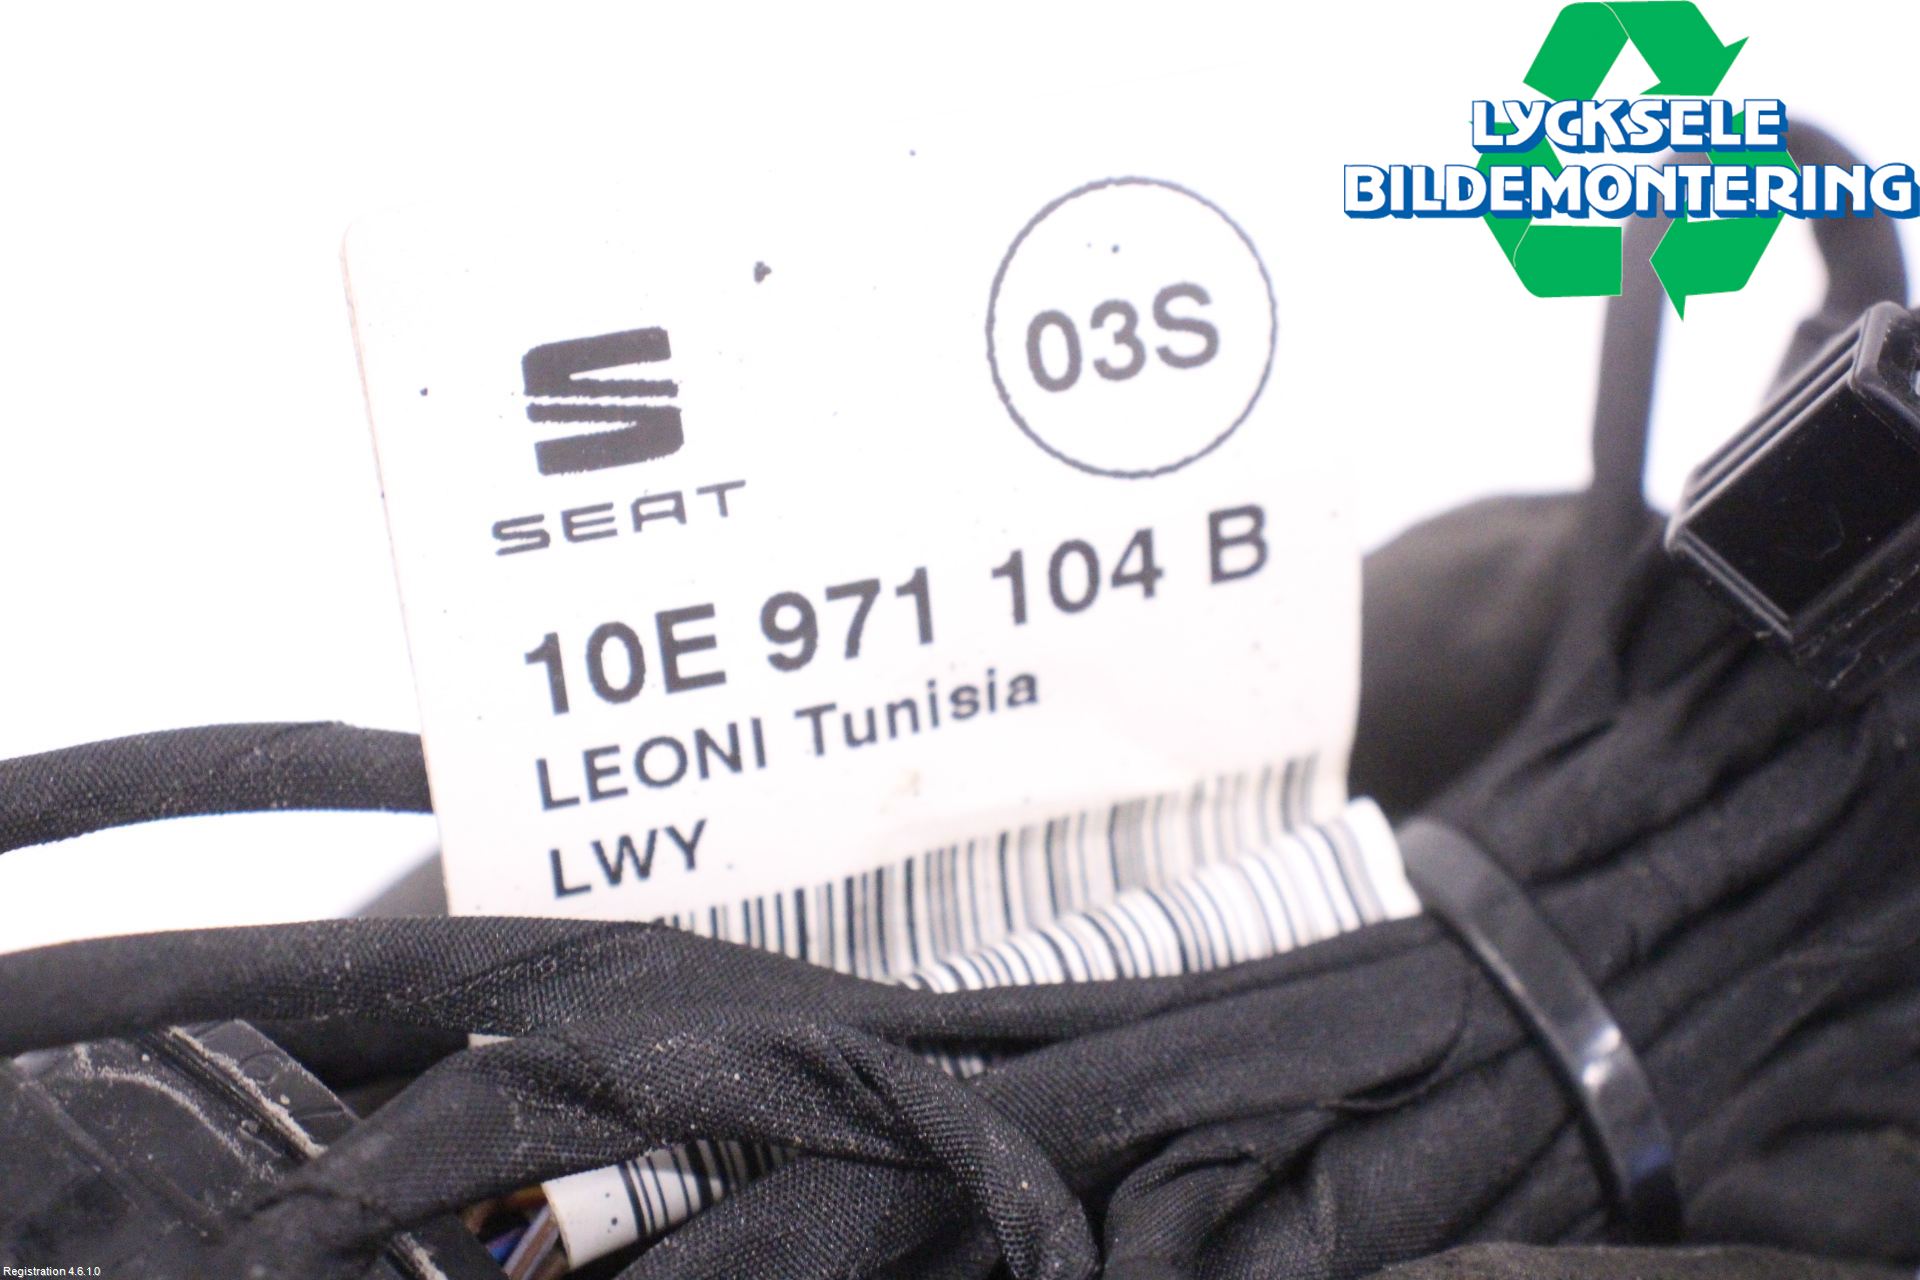 LYCKSELE
BILDEMONTERING
03S
SEAT
10E 971 104 B
LEONI Tunisia
LWY
Registration 4.6.1.0